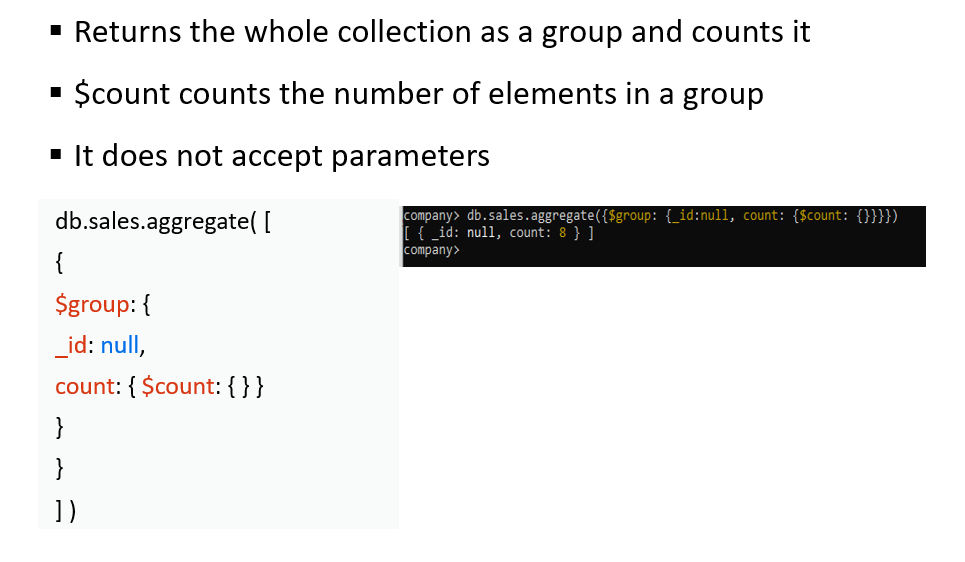 ▪ Returns the whole collection as a group and counts it
▪ $count counts the number of elements in a group
▪ It does not accept parameters
db.sales.aggregate( [
{
$group: {
_id: null,
count: { $count: { } }
}
}
] )
company> db.sales.aggregate({$group: {_id:null, count: {$count: {}}}})
[ { _id: null, count: 8 } ]
company>